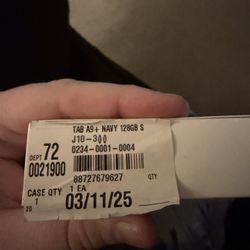 TAB A9+ NAVY 128GB S
J10-300
DEPT 72 0234-0001-0004
0021900
88727679627
CASE QTY 1 EA QTY
1 03/11/25
20